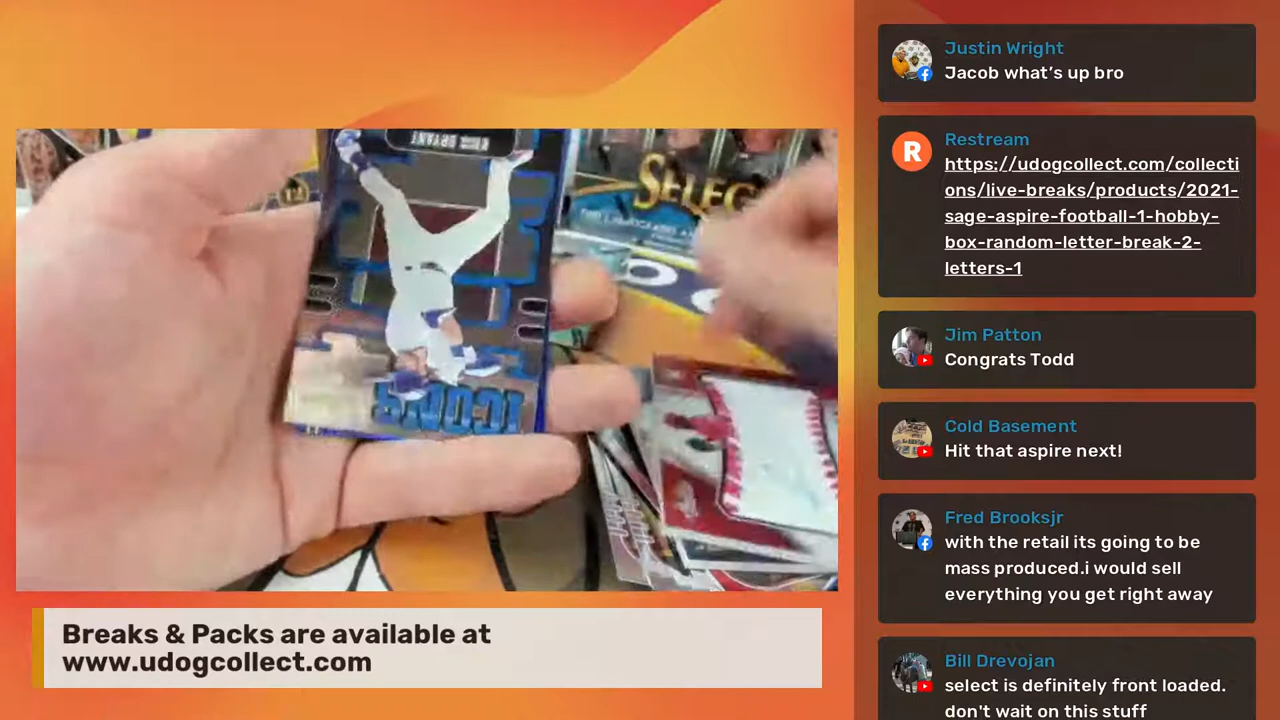 BRYANT
ICONS
SELEC
Breaks & Packs are available at
www.udogcollect.com
Justin Wright
Jacob what's up bro
R
Restream
https://udogcollect.com/collecti
ons/live-breaks/products/2021-
sage-aspire-football-1-hobby-
box-random-letter-break-2-
letters-1
Jim Patton
Congrats Todd
Cold Basement
Hit that aspire next!
Fred Brooksjr
with the retail its going to be
mass produced.i would sell
everything you get right away
Bill Drevojan
select is definitely front loaded.
don't wait on this stuff